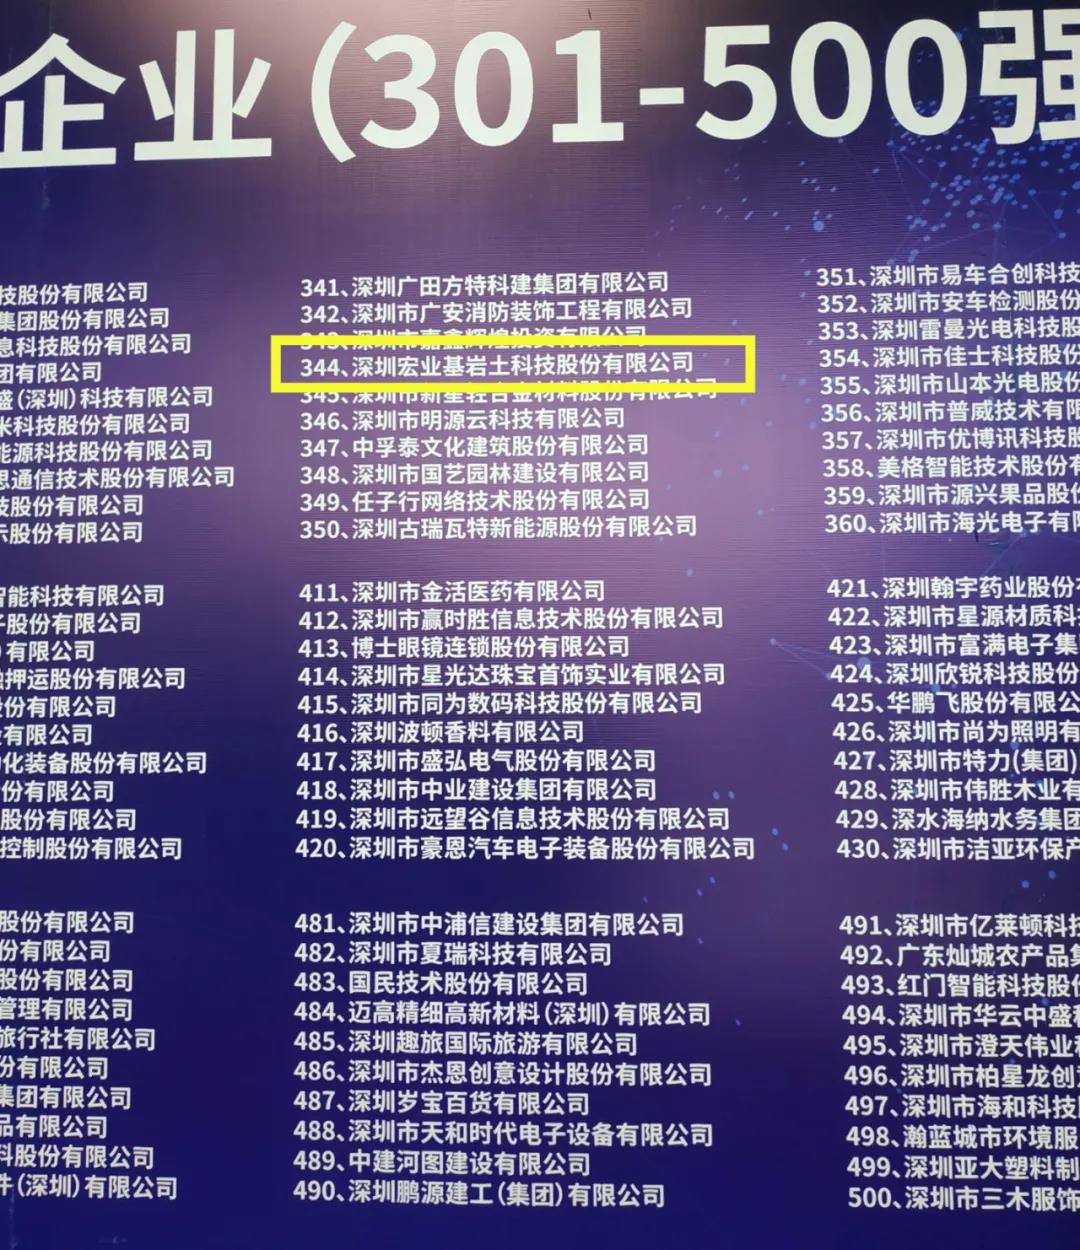 企业(301-500强
技股份有限公司
集团股份有限公司
息科技股份有限公司
团有限公司
盛(深圳)科技有限公司
米科技股份有限公司
能源科技股份有限公司
思通信技术股份有限公司
技股份有限公司
示股份有限公司
341、深圳广田方特科建集团有限公司
342、深圳市广安消防装饰工程有限公司
343、深圳市嘉鑫辉煌投资有限公司
344、深圳宏业基岩土科技股份有限公司
345、深圳市新星轻合金材料股份有限公司
346、深圳市明源云科技有限公司
347、中孚泰文化建筑股份有限公司
348、深圳市国艺园林建设有限公司
349、任子行网络技术股份有限公司
350、深圳古瑞瓦特新能源股份有限公司
351、深圳市易车合创科技
352、深圳市安车检测股份
353、深圳雷曼光电科技股
354、深圳市佳士科技股份
355、深圳市山本光电股份
356、深圳市普威技术有限
357、深圳市优博讯科技股
358、美格智能技术股份有
359、深圳市源兴果品股份
360、深圳市海光电子有限
智能科技有限公司
子股份有限公司
)有限公司
押运股份有限公司
股份有限公司
有限公司
化装备股份有限公司
份有限公司
股份有限公司
控制股份有限公司
411、深圳市金活医药有限公司
412、深圳市赢时胜信息技术股份有限公司
413、博士眼镜连锁股份有限公司
414、深圳市星光达珠宝首饰实业有限公司
415、深圳市同为数码科技股份有限公司
416、深圳波顿香料有限公司
417、深圳市盛弘电气股份有限公司
418、深圳市中业建设集团有限公司
419、深圳市远望谷信息技术股份有限公司
420、深圳市豪恩汽车电子装备股份有限公司
421、深圳翰宇药业股份有
422、深圳市星源材质科技
423、深圳市富满电子集
424、深圳欣锐科技股份
425、华鹏飞股份有限公
426、深圳市尚为照明有
427、深圳市特力(集团)
428、深圳市伟胜木业有
429、深水海纳水务集团
430、深圳市洁亚环保产
股份有限公司
份有限公司
股份有限公司
管理有限公司
旅行社有限公司
份有限公司
集团有限公司
品有限公司
料股份有限公司
件(深圳)有限公司
481、深圳市中浦信建设集团有限公司
482、深圳市夏瑞科技有限公司
483、国民技术股份有限公司
484、迈高精细高新材料(深圳)有限公司
485、深圳趣旅国际旅游有限公司
486、深圳市杰恩创意设计股份有限公司
487、深圳岁宝百货有限公司
488、深圳市天和时代电子设备有限公司
489、中建河图建设有限公司
490、深圳鹏源建工(集团)有限公司
491、深圳市亿莱顿科技
492、广东灿城农产品集
493、红门智能科技股份
494、深圳市华云中盛科
495、深圳市澄天伟业科
496、深圳市柏星龙创意
497、深圳市海和科技
498、瀚蓝城市环境服
499、深圳亚大塑料制
500、深圳市三木服饰